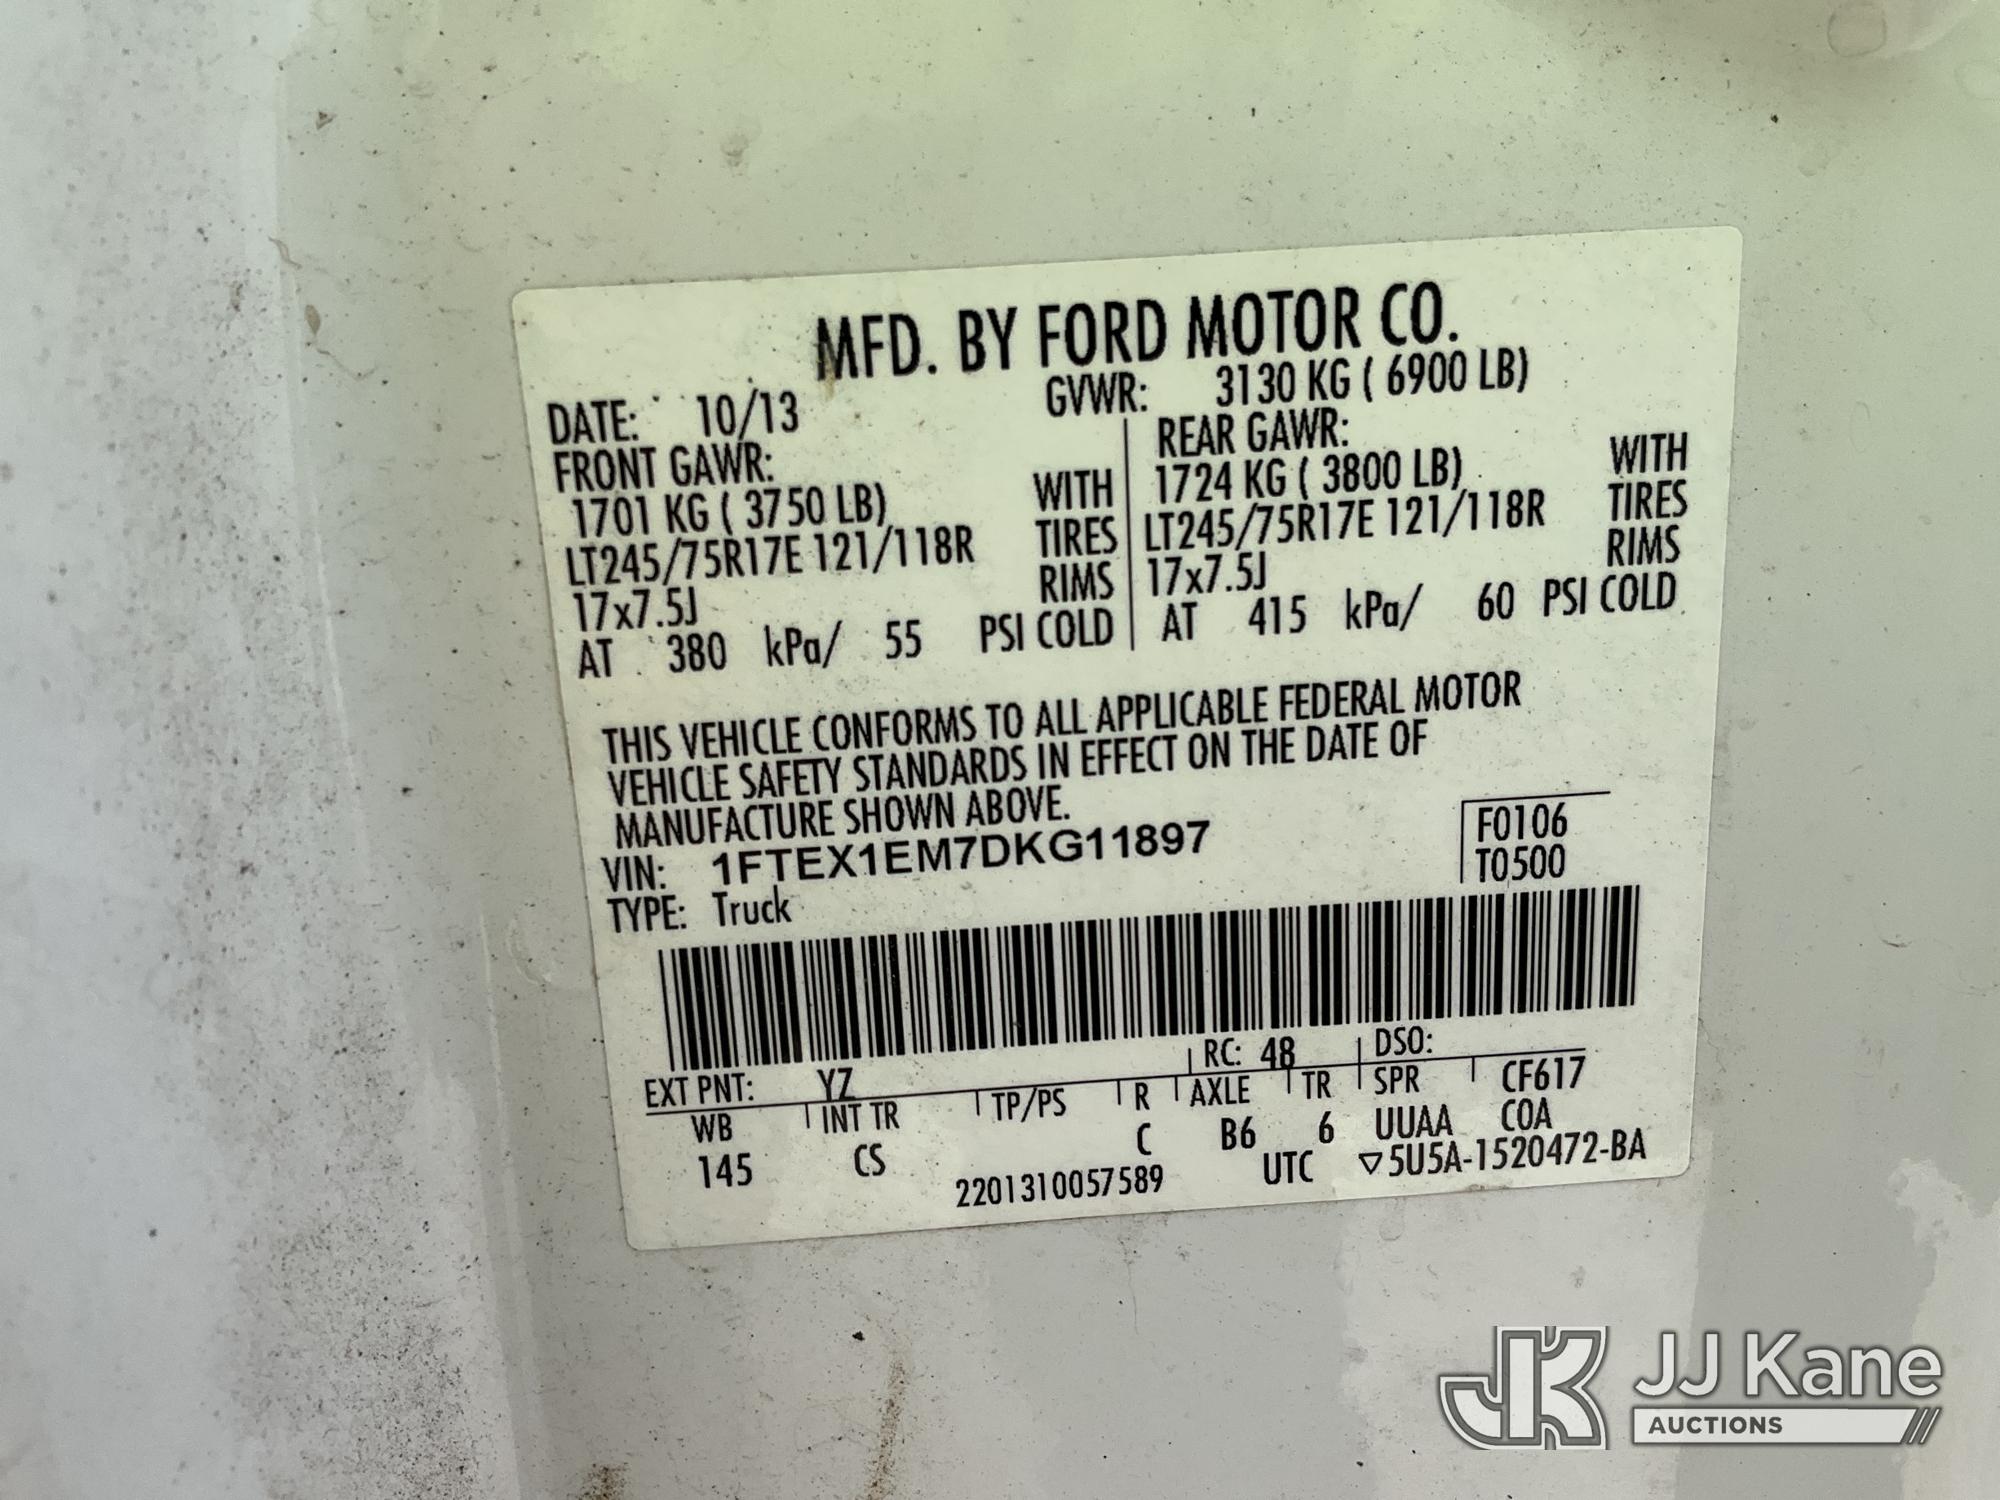 MFD. BY FORD MOTOR CO.
DATE: 10/13 GVWR: 3130 KG ( 6900 LB)
FRONT GAWR: REAR GAWR:
1701 KG ( 3750 LB) WITH 1724 KG ( 3800 LB) WITH
LT245/75R17E 121/118R TIRES LT245/75R17E 121/118R TIRES
17x7.5J RIMS 17x7.5J RIMS
AT 380 kPa/ 55 PSI COLD AT 415 kPa/ 60 PSI COLD
THIS VEHICLE CONFORMS TO ALL APPLICABLE FEDERAL MOTOR
VEHICLE SAFETY STANDARDS IN EFFECT ON THE DATE OF
MANUFACTURE SHOWN ABOVE.
VIN: 1FTEX1EM7DKG11897
TYPE: Truck
F0106
T0500
EXT PNT: YZ RC: 48 DSO:
WB INT TR TP/PS R AXLE TR SPR CF617
145 CS C B6 6 UUAA COA
2201310057589 UTC ▽5U5A-1520472-BA
JK JJ Kane
AUCTIONS